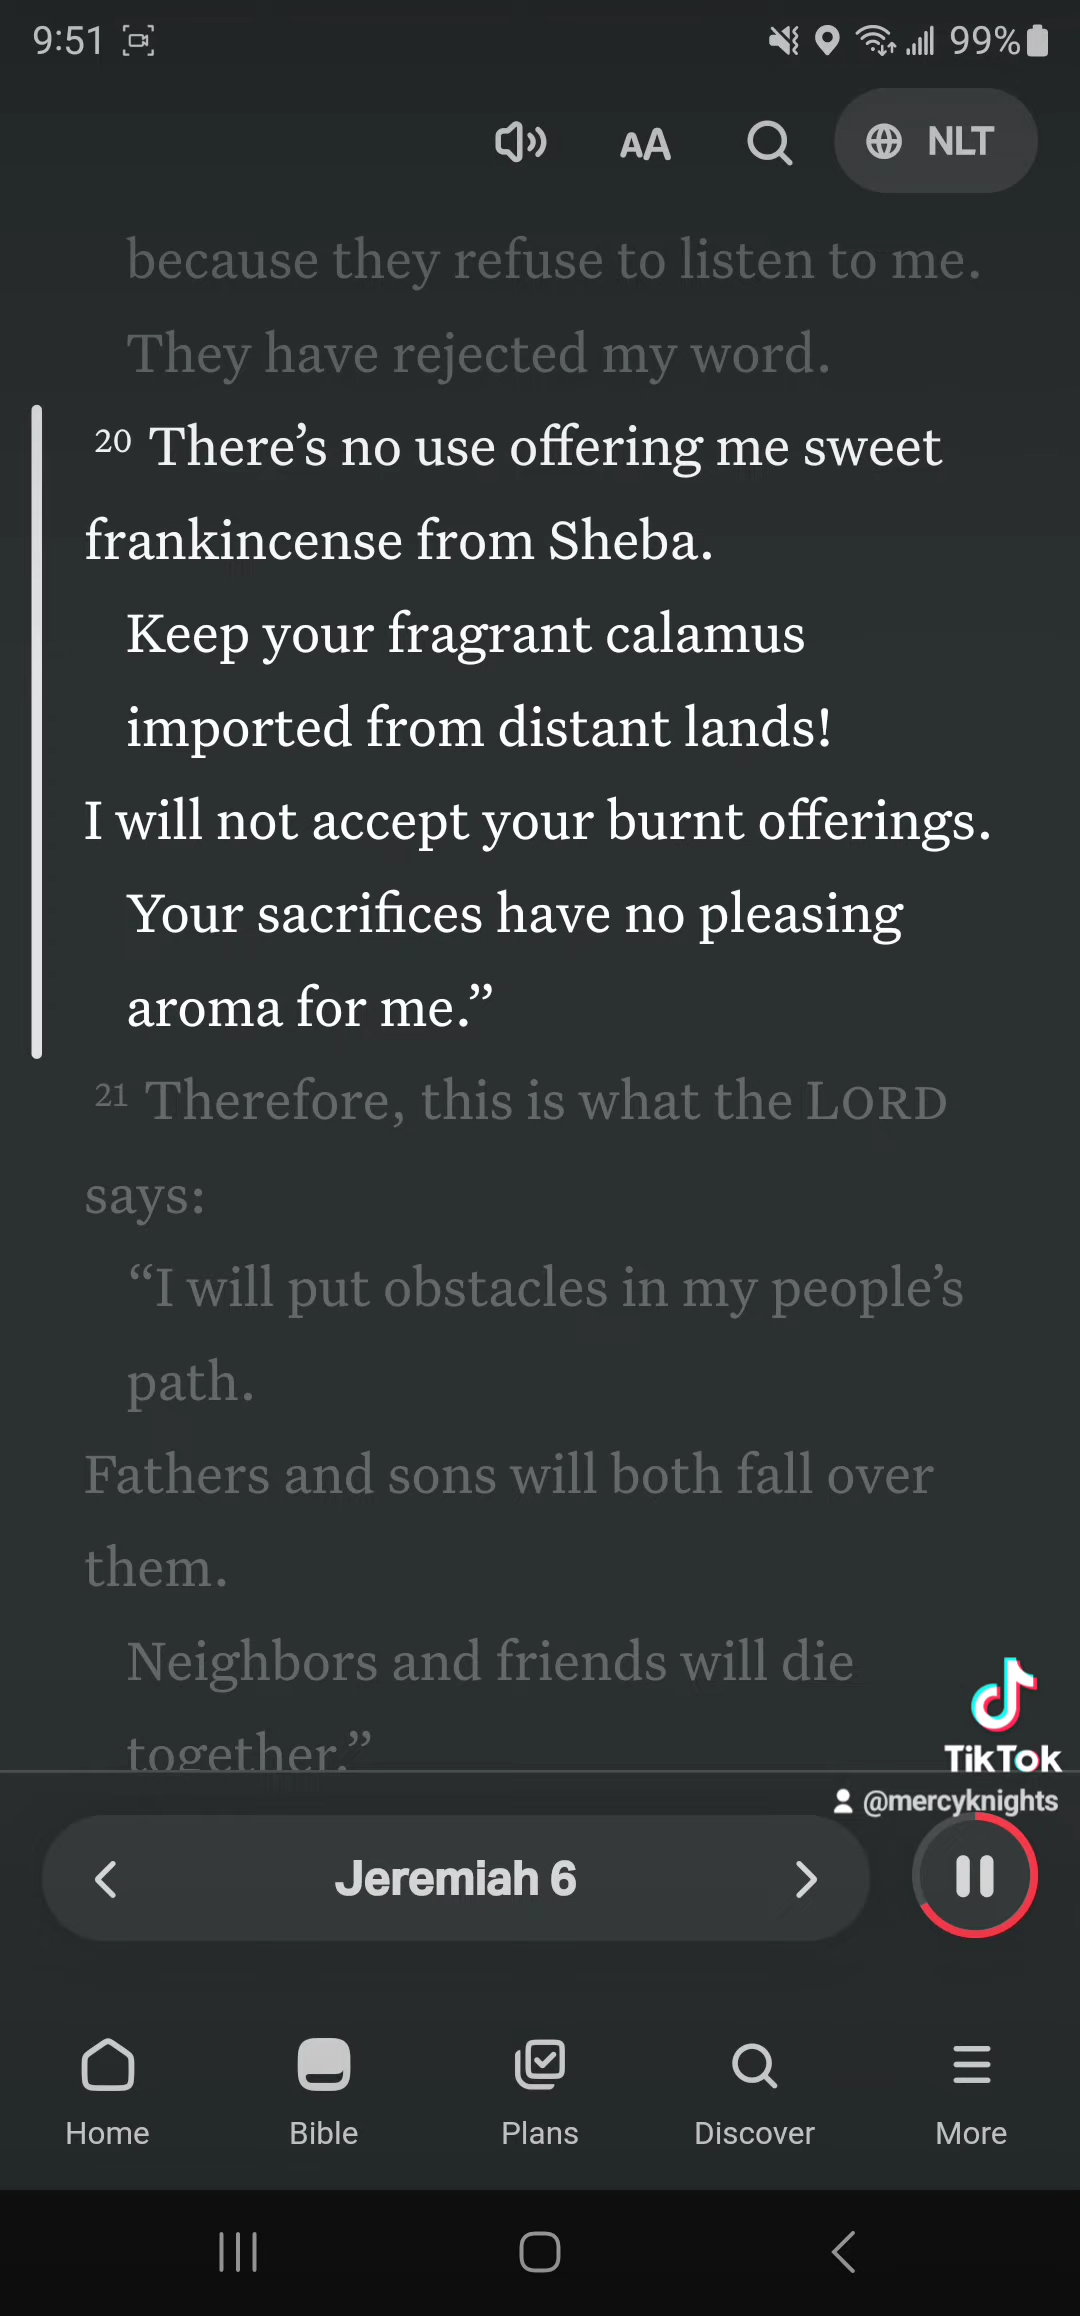 9:51 99%
AA NLT
because they refuse to listen to me.
They have rejected my word.
20 There’s no use offering me sweet
frankincense from Sheba.
Keep your fragrant calamus
imported from distant lands!
I will not accept your burnt offerings.
Your sacrifices have no pleasing
aroma for me.”
21 Therefore, this is what the LORD
says:
“I will put obstacles in my people’s
path.
Fathers and sons will both fall over
them.
Neighbors and friends will die
together.”
TikTok
@mercyknights
Jeremiah 6
Home Bible Plans Discover More